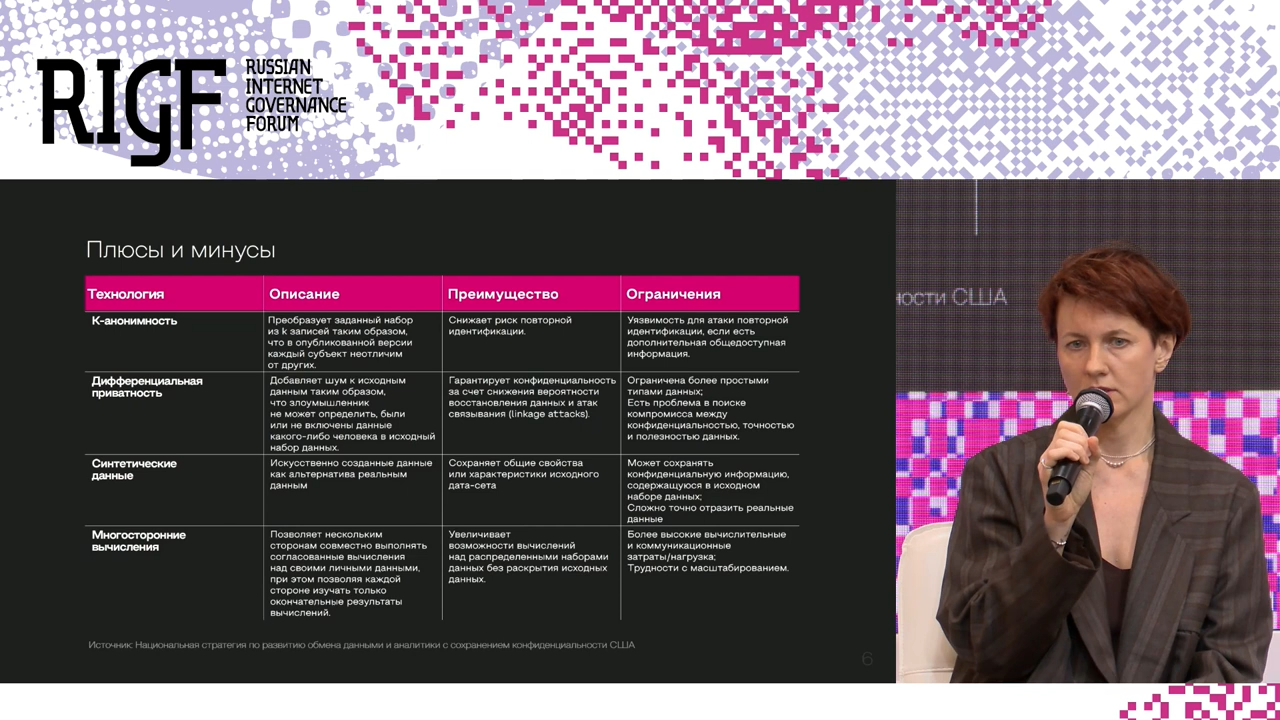 RIGF
RUSSIAN
INTERNET
GOVERNANCE
FORUM
Плюсы и минусы
Технология
Описание
Преимущество
Ограничения
К-анонимность
Преобразует заданный набор
из k записей таким образом,
что в опубликованной версии
каждый субъект неотличим
от других.
Снижает риск повторной
идентификации.
Уязвимость для атаки повторной
идентификации, если есть
дополнительная общедоступная
информация.
Дифференциальная
приватность
Добавляет шум к исходным
данным таким образом,
что злоумышленник
не может определить, были
или не включены данные
какого-либо человека в исходный
набор данных.
Гарантирует конфиденциальность
за счет снижения вероятности
восстановления данных и атак
связывания (linkage attacks).
Ограничена более простыми
типами данных;
Есть проблема в поиске
компромисса между
конфиденциальностью, точностью
и полезностью данных.
Синтетические
данные
Искусственно созданные данные
как альтернатива реальным
данным
Сохраняет общие свойства
или характеристики исходного
дата-сета
Может сохранять
конфиденциальную информацию,
содержащуюся в исходном
наборе данных;
Сложно точно отразить реальные
данные
Многосторонние
вычисления
Позволяет нескольким
сторонам совместно выполнять
согласованные вычисления
над своими личными данными,
при этом позволяя каждой
стороне изучать только
окончательные результаты
вычислений.
Увеличивает
возможности вычислений
над распределенными наборами
данных без раскрытия исходных
данных.
Более высокие вычислительные
и коммуникационные
затраты/нагрузка;
Трудности с масштабированием.
Источник: Национальная стратегия по развитию обмена данными и аналитики с сохранением конфиденциальности США
6
ности США